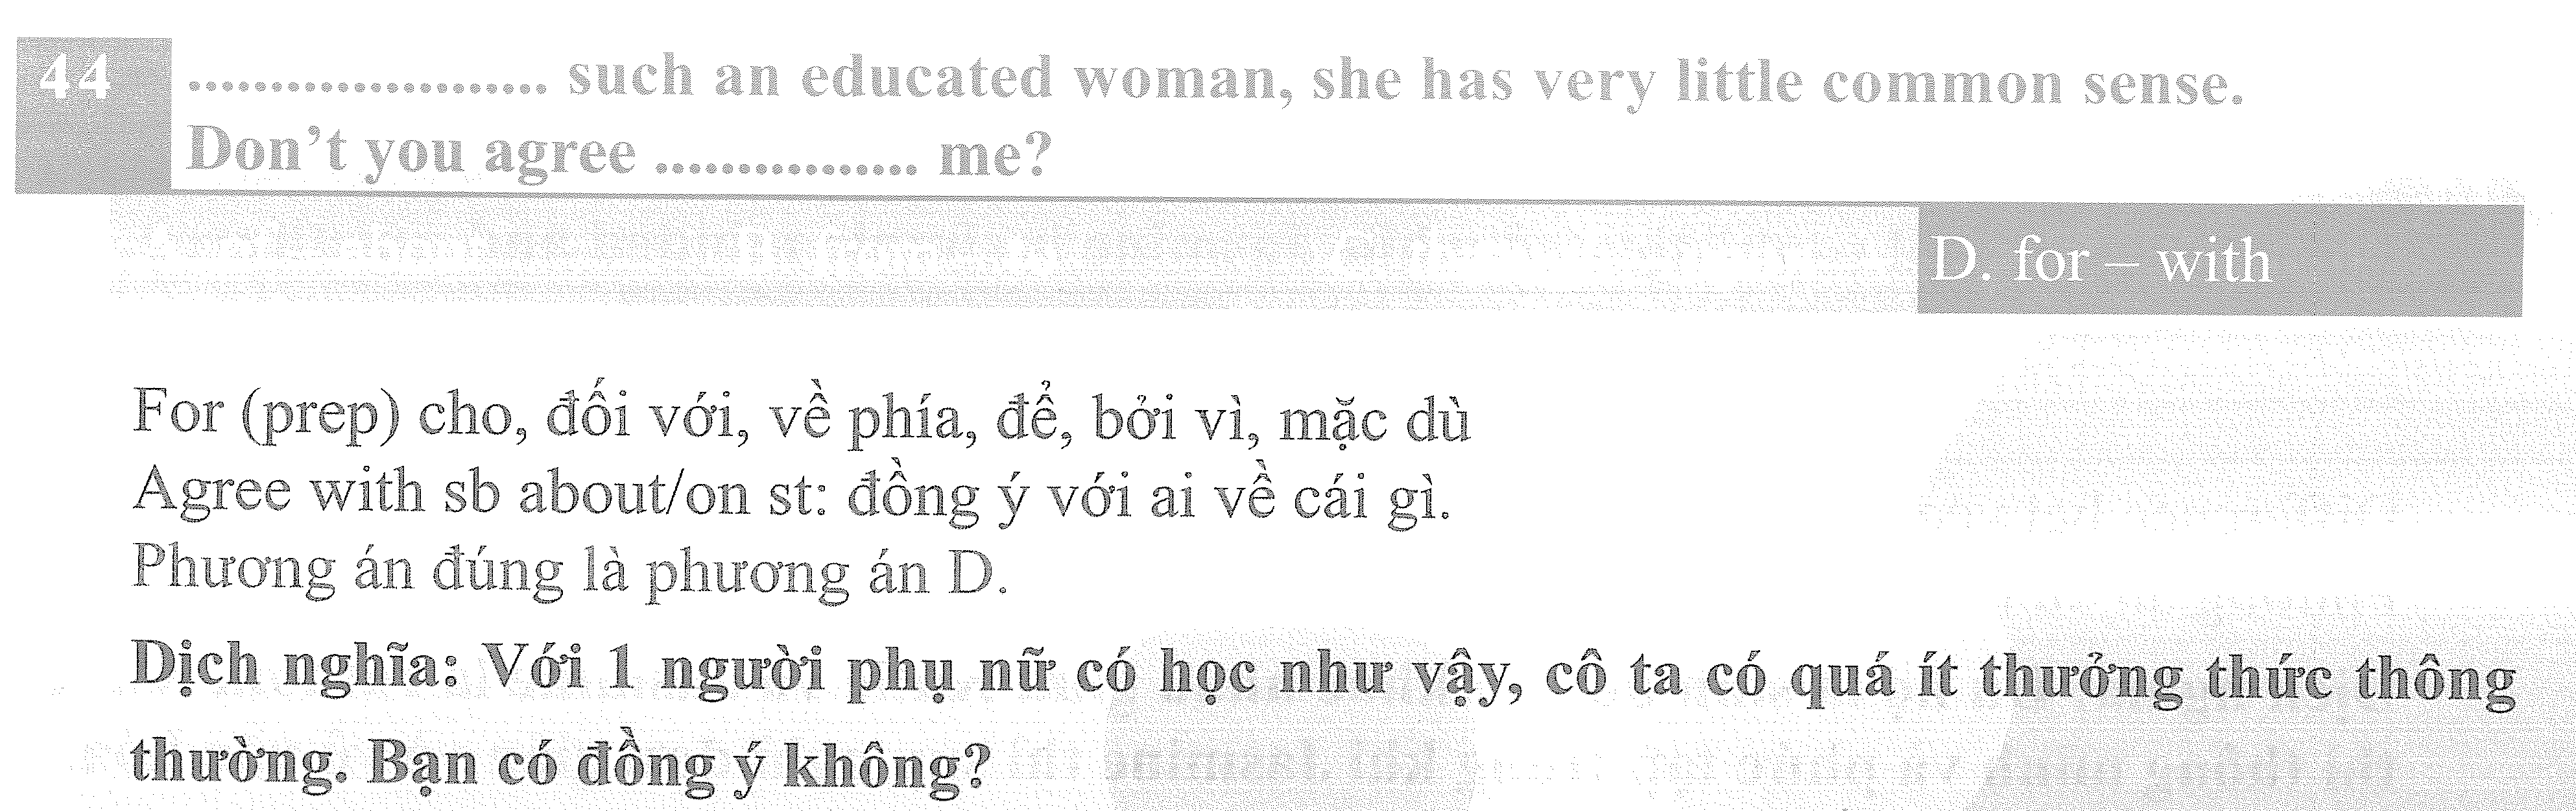 44 ..................... such an educated woman, she has very little common sense.
Don't you agree ................ me?
D. for – with
For (prep) cho, đối với, về phía, để, bởi vì, mặc dù
Agree with sb about/on st: đồng ý với ai về cái gì.
Phương án đúng là phương án D.
Dịch nghĩa: Với 1 người phụ nữ có học như vậy, cô ta có quá ít thưởng thức thông
thường. Bạn có đồng ý không?